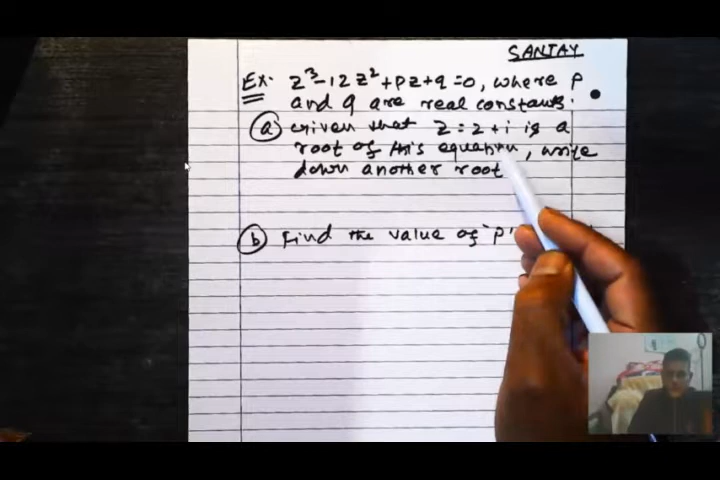 SANJAY
Ex. z³-12z²+pz+q=0, where p
and q are real constants.
(a) Given that z=2+i is a
root of this equation, write
down another root
(b) Find the value of 'p'